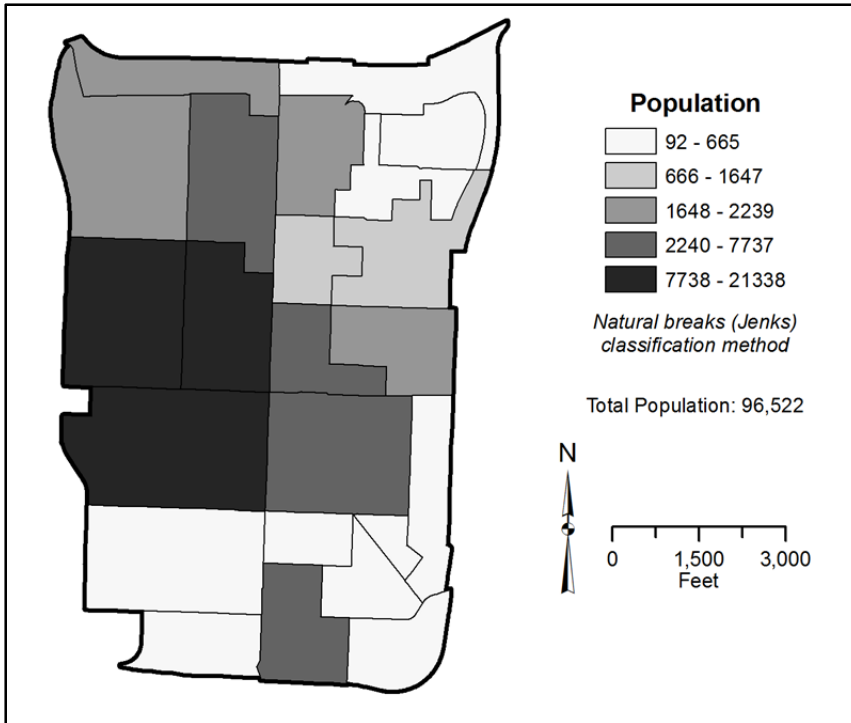 Population
92 - 665
666 - 1647
1648 - 2239
2240 - 7737
7738 - 21338
Natural breaks (Jenks)
classification method
Total Population: 96,522
N
0 1,500 3,000
Feet